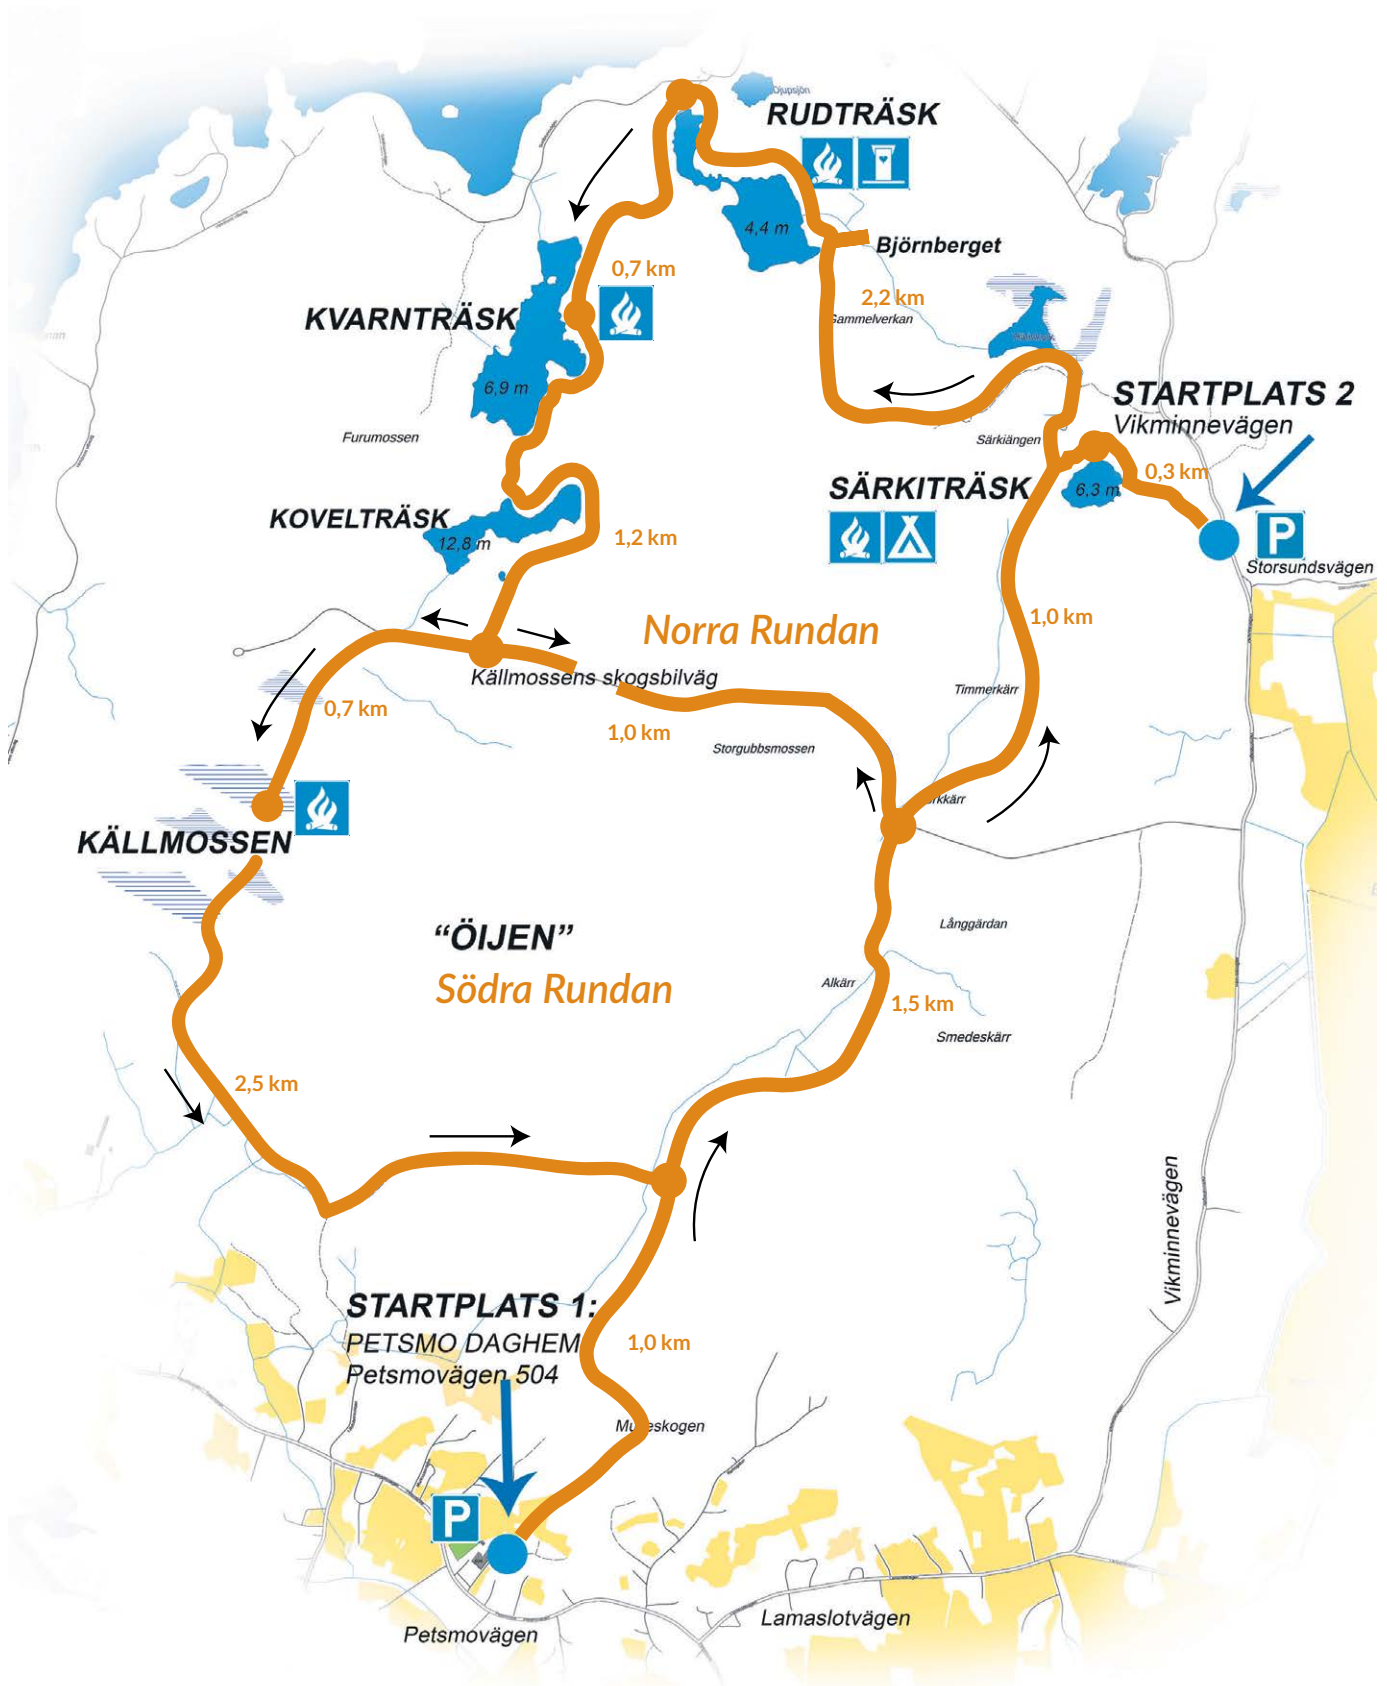 Djupsjön
RUDTRÄSK
4,4 m
Björnberget
0,7 km
2,2 km
KVARNTRÄSK
6,9 m
STARTPLATS 2
Vikminnevägen
Furumossen
Särkiängen
0,3 km
SÄRKITRÄSK
6,3 m
KOVELTRÄSK
12,8 m
1,2 km
P
Storsundsvägen
Norra Rundan
1,0 km
Källmossens skogsbilväg
Timmerkärr
0,7 km
1,0 km
Storgubbsmossen
KÄLLMOSSEN
"ÖIJEN"
Södra Rundan
Långgärdan
Alkärr
1,5 km
Smedeskärr
2,5 km
Vikminnevägen
STARTPLATS 1:
PETSMO DAGHEM
Petsmovägen 504
1,0 km
P
Lamaslotvägen
Petsmovägen